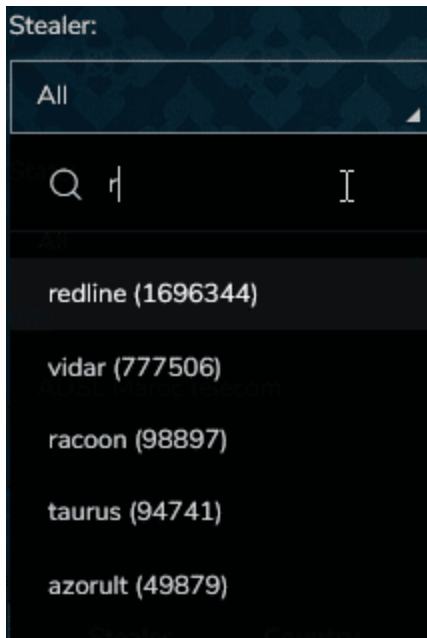 Stealer:
All
r
redline (1696344)
vidar (777506)
racoon (98897)
taurus (94741)
azorult (49879)